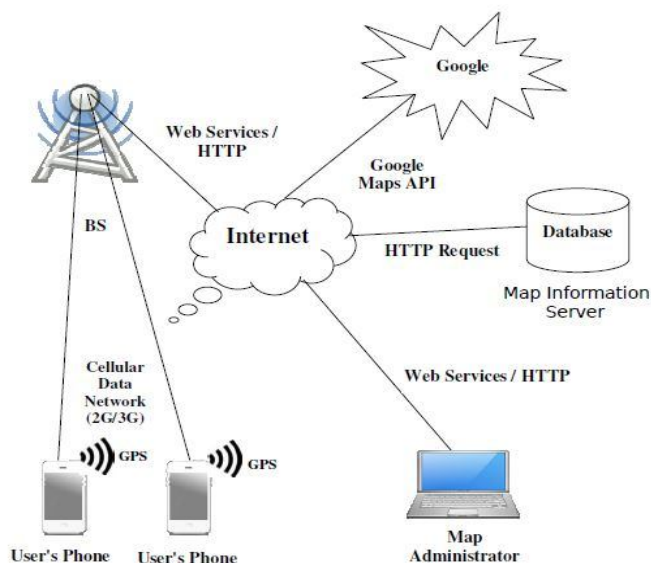 Google
Web Services /
HTTP
Google
Maps API
BS
Internet
Database
HTTP Request
Map Information
Server
Cellular
Data
Network
(2G/3G)
Web Services / HTTP
GPS
GPS
User's Phone
User's Phone
Map
Administrator